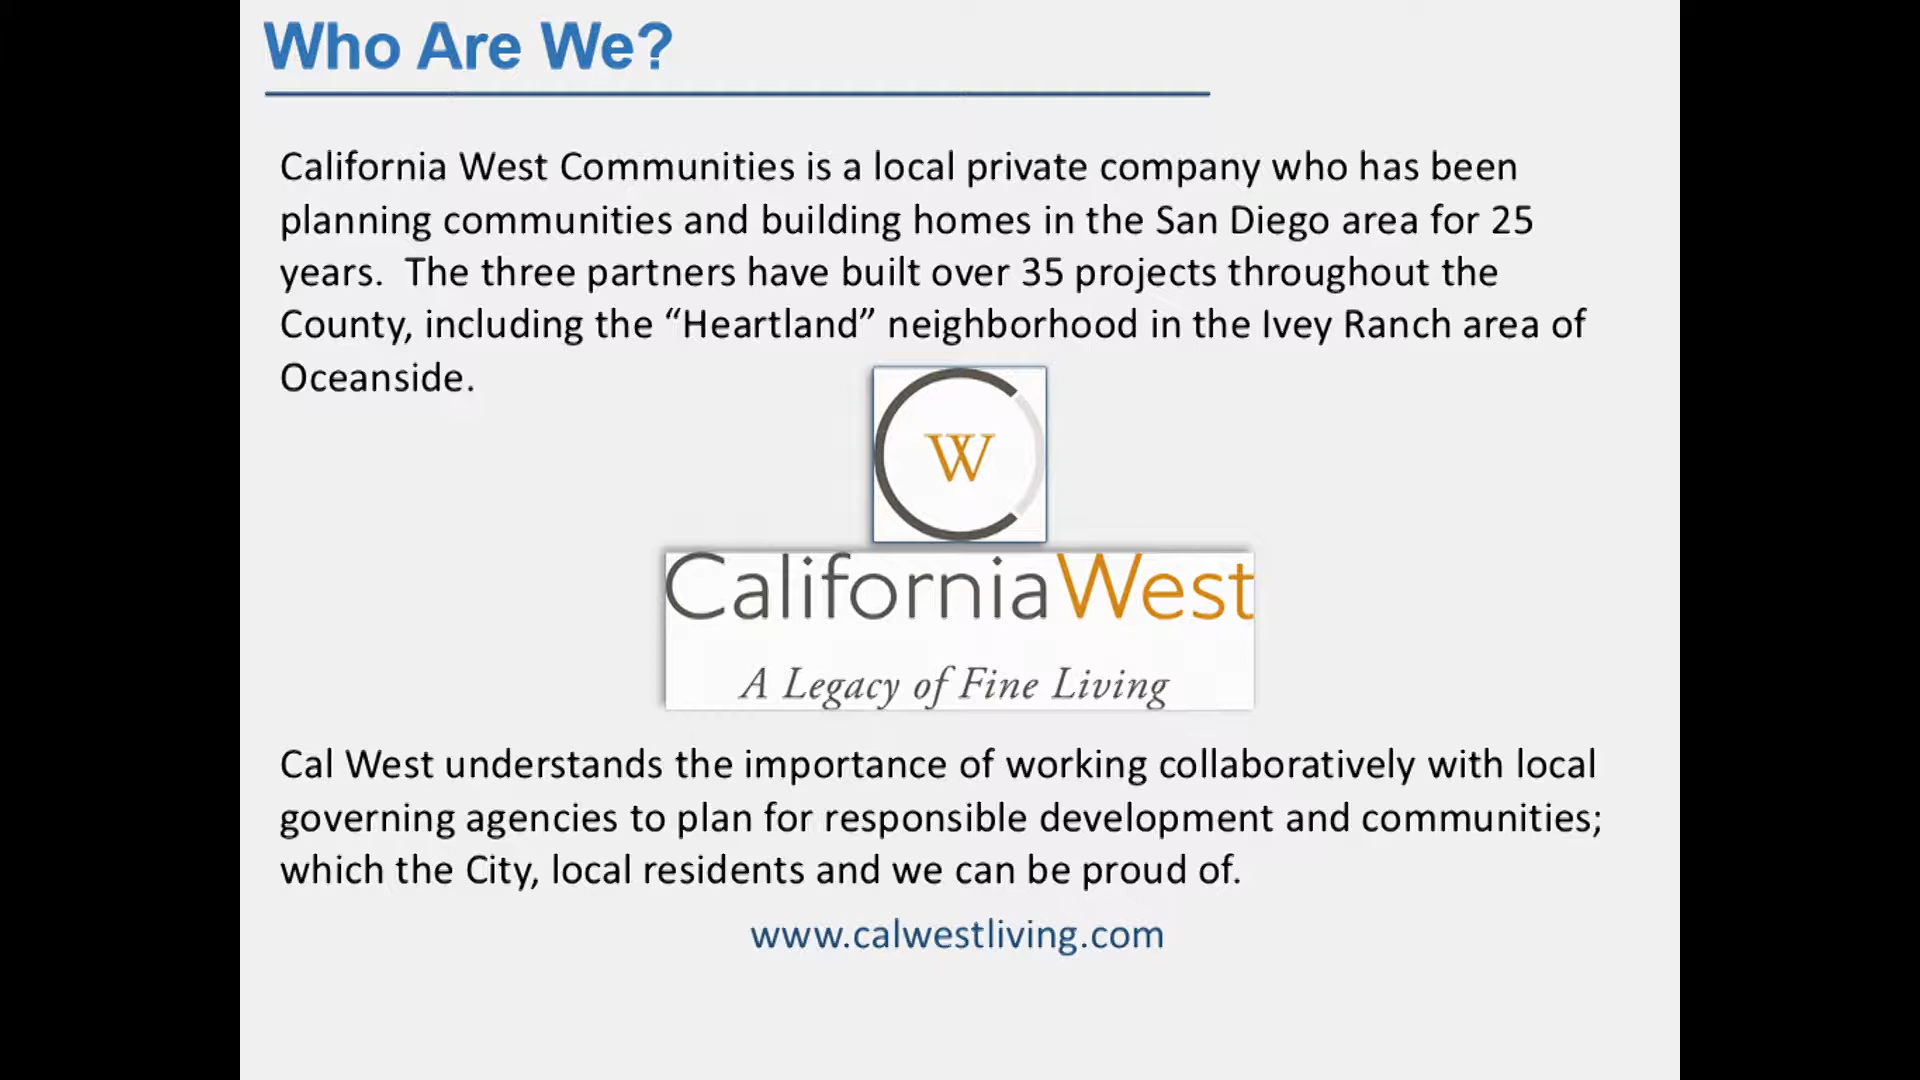 Who Are We?
California West Communities is a local private company who has been
planning communities and building homes in the San Diego area for 25
years.  The three partners have built over 35 projects throughout the
County, including the “Heartland” neighborhood in the Ivey Ranch area of
Oceanside.
W
CaliforniaWest
A Legacy of Fine Living
Cal West understands the importance of working collaboratively with local
governing agencies to plan for responsible development and communities;
which the City, local residents and we can be proud of.
www.calwestliving.com